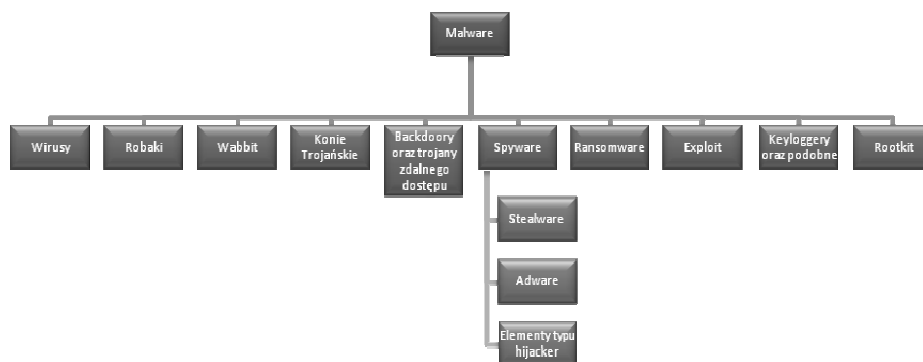 Malware
Wirusy
Robaki
Wabbit
Konie
Trojańskie
Backdoory
oraz trojany
zdalnego
dostępu
Spyware
Ransomware
Exploit
Keyloggery
oraz podobne
Rootkit
Stealware
Adware
Elementy typu
hijacker